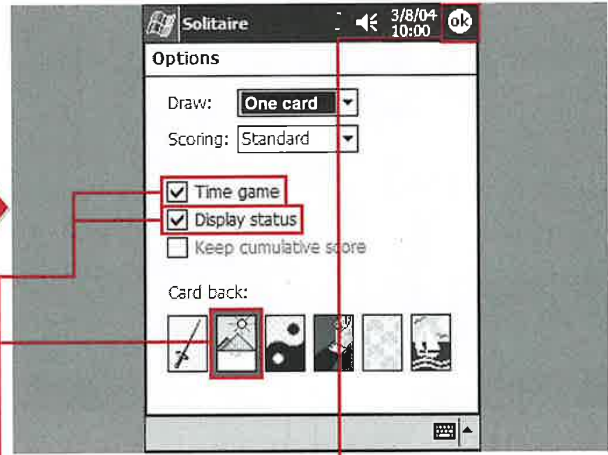 Solitaire
3/8/04
10:00
ok
Options
Draw: One card
Scoring: Standard
Time game
Display status
Keep cumulative score
Card back: